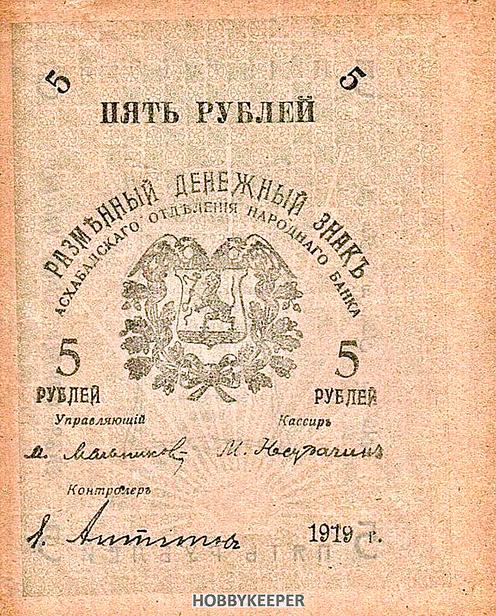 5 5
ПЯТЬ РУБЛЕЙ
РАЗМѢННЫЙ ДЕНЕЖНЫЙ ЗНАКЪ
АСХАБАДСКАГО ОТДѢЛЕНІЯ НАРОДНАГО БАНКА
5 5
РУБЛЕЙ РУБЛЕЙ
Управляющій Кассиръ
М.
Контролеръ
1919 г.
HOBBYKEEPER